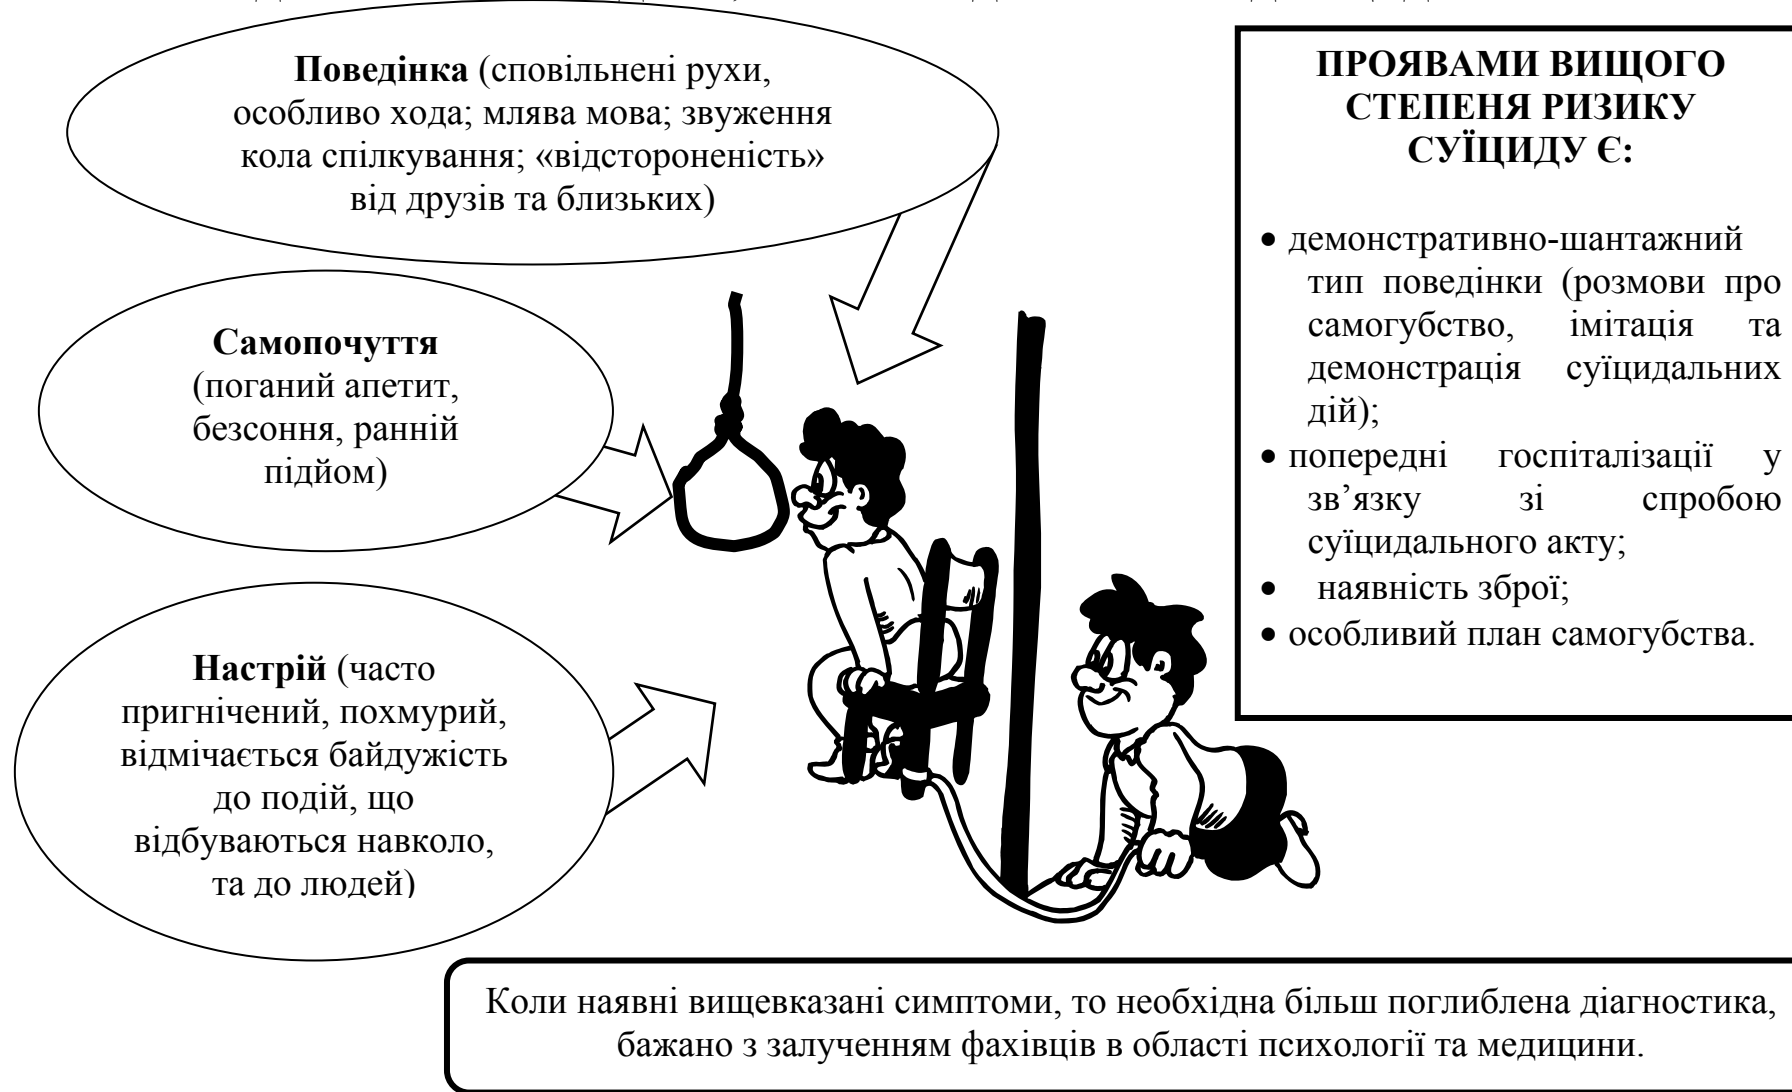 Поведінка (сповільнені рухи,
особливо хода; млява мова; звуження
кола спілкування; «відстороненість»
від друзів та близьких)
Самопочуття
(поганий апетит,
безсоння, ранній
підйом)
Настрій (часто
пригнічений, похмурий,
відмічається байдужість
до подій, що
відбуваються навколо,
та до людей)
ПРОЯВАМИ ВИЩОГО
СТЕПЕНЯ РИЗИКУ
СУЇЦИДУ Є:
• демонстративно-шантажний
тип поведінки (розмови про
самогубство, імітація та
демонстрація суїцидальних
дій);
• попередні госпіталізації у
зв’язку зі спробою
суїцидального акту;
• наявність зброї;
• особливий план самогубства.
Коли наявні вищевказані симптоми, то необхідна більш поглиблена діагностика,
бажано з залученням фахівців в області психології та медицини.